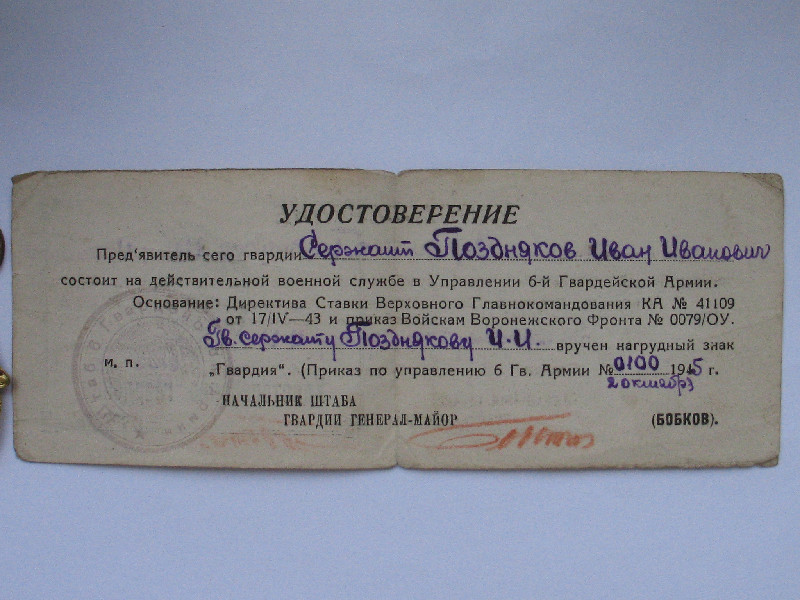 УДОСТОВЕРЕНИЕ
Пред'явитель сего гвардии Сержант Поздняков Иван Иванович
состоит на действительной военной службе в Управлении 6-й Гвардейской Армии.
Основание: Директива Ставки Верховного Главнокомандования КА № 41109
от 17/IV—43 и приказ Войскам Воронежского Фронта № 0079/ОУ.
Гв. сержанту Позднякову И.И. вручен нагрудный знак
м. п. „Гвардия". (Приказ по управлению 6 Гв. Армии № 0100 1945 г.
2 октября)
НАЧАЛЬНИК ШТАБА
ГВАРДИИ ГЕНЕРАЛ-МАЙОР (БОБКОВ).